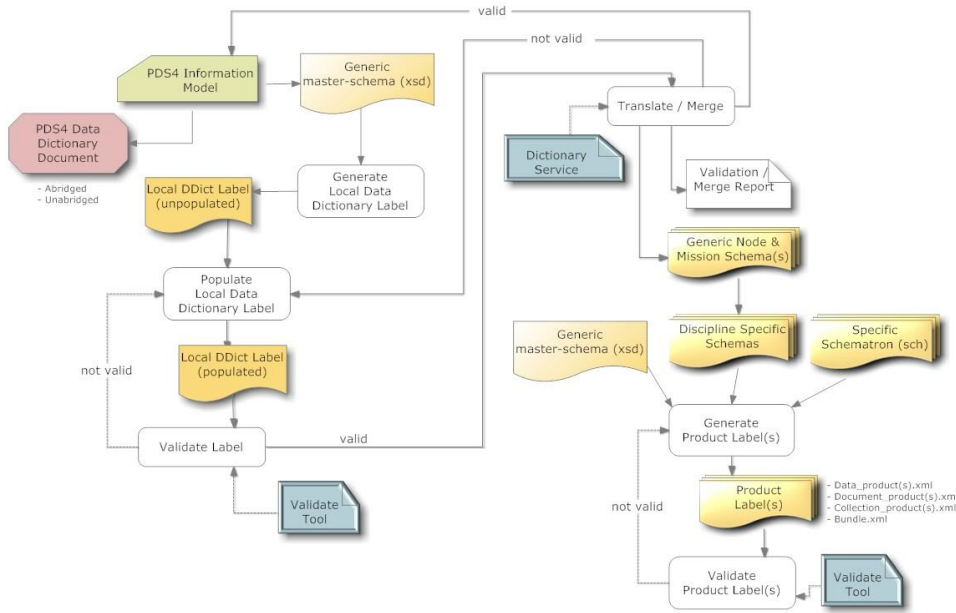 valid
not valid
PDS4 Information
Model
Generic
master-schema (xsd)
Translate / Merge
PDS4 Data
Dictionary
Document
- Abridged
- Unabridged
Dictionary
Service
Generate
Local Data
Dictionary Label
Validation /
Merge Report
Local DDict Label
(unpopulated)
Generic Node &
Mission Schema(s)
Populate
Local Data
Dictionary Label
Generic
master-schema (xsd)
Discipline Specific
Schemas
Specific
Schematron (sch)
Local DDict Label
(populated)
not valid
Generate
Product Label(s)
Validate Label
valid
Validate
Tool
Product
Label(s)
- Data_product(s).xml
- Document_product(s).xm
- Collection_product(s).xml
- Bundle.xml
not valid
Validate
Product Label(s)
Validate
Tool